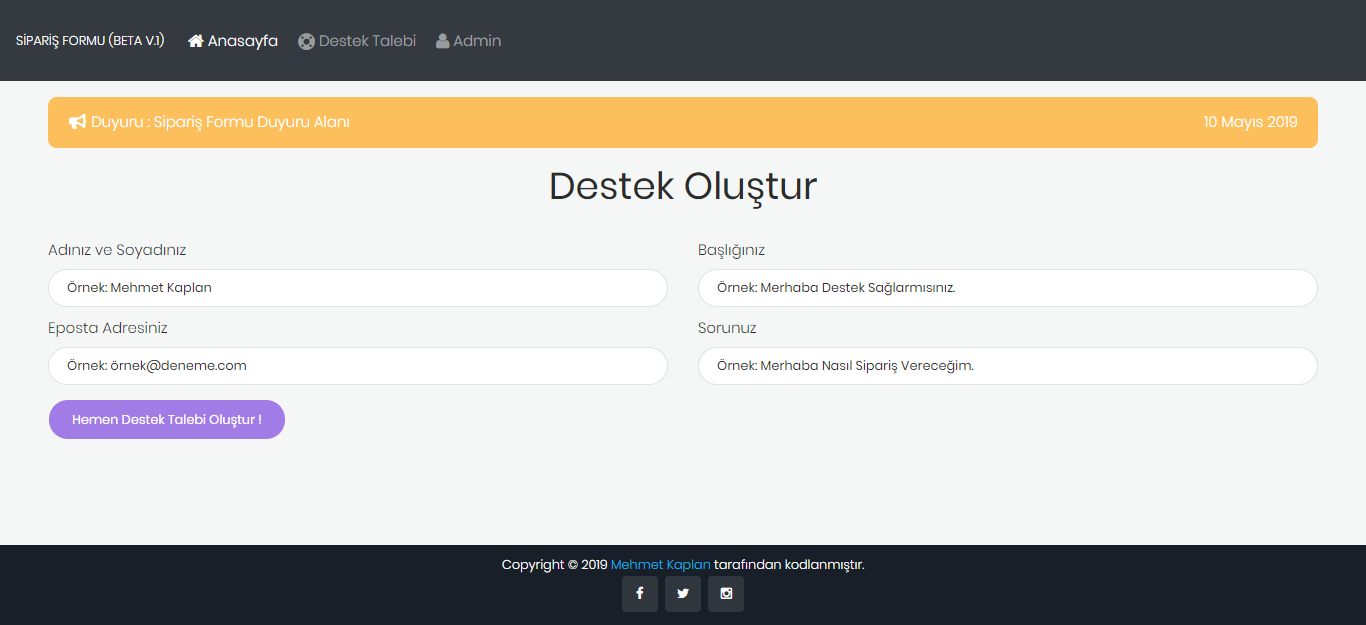 SİPARİŞ FORMU (BETA V.1) Anasayfa Destek Talebi Admin
Duyuru : Sipariş Formu Duyuru Alanı 10 Mayıs 2019
Destek Oluştur
Adınız ve Soyadınız
Örnek: Mehmet Kaplan
Başlığınız
Örnek: Merhaba Destek Sağlarmısınız.
Eposta Adresiniz
Örnek: örnek@deneme.com
Sorunuz
Örnek: Merhaba Nasıl Sipariş Vereceğim.
Hemen Destek Talebi Oluştur !
Copyright © 2019 Mehmet Kaplan tarafından kodlanmıştır.